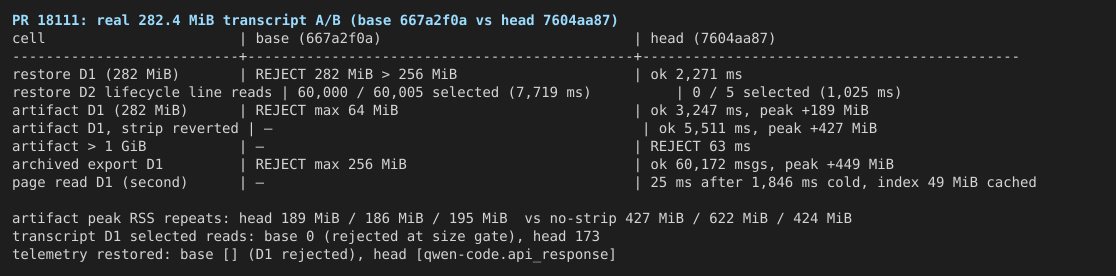 PR 18111: real 282.4 MiB transcript A/B (base 667a2f0a vs head 7604aa87)
cell | base (667a2f0a) | head (7604aa87)
---------------------------+----------------------------------------------+----------------------------------------------
restore D1 (282 MiB) | REJECT 282 MiB > 256 MiB | ok 2,271 ms
restore D2 lifecycle line reads | 60,000 / 60,005 selected (7,719 ms) | 0 / 5 selected (1,025 ms)
artifact D1 (282 MiB) | REJECT max 64 MiB | ok 3,247 ms, peak +189 MiB
artifact D1, strip reverted | — | ok 5,511 ms, peak +427 MiB
artifact > 1 GiB | — | REJECT 63 ms
archived export D1 | REJECT max 256 MiB | ok 60,172 msgs, peak +449 MiB
page read D1 (second) | — | 25 ms after 1,846 ms cold, index 49 MiB cached
artifact peak RSS repeats: head 189 MiB / 186 MiB / 195 MiB  vs no-strip 427 MiB / 622 MiB / 424 MiB
transcript D1 selected reads: base 0 (rejected at size gate), head 173
telemetry restored: base [] (D1 rejected), head [qwen-code.api_response]